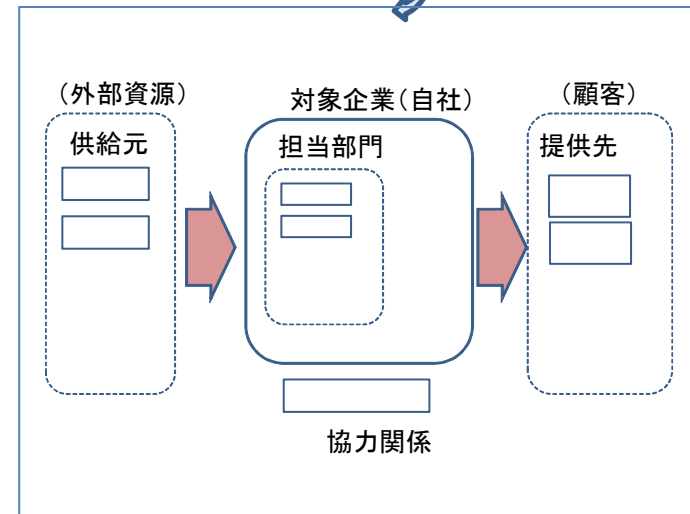 （外部資源）
供給元
対象企業（自社）
担当部門
（顧客）
提供先
協力関係